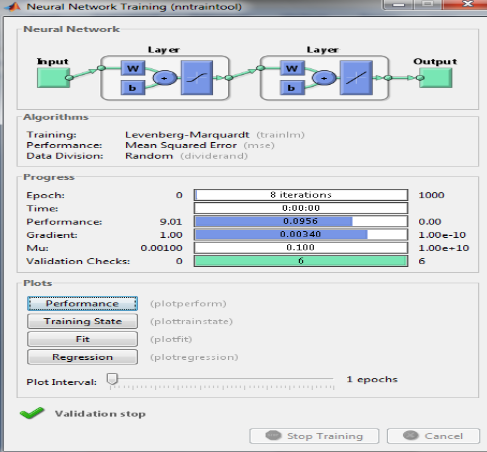 Neural Network Training (nntraintool)
Neural Network
Layer Layer
Input Output
W W
+ +
b b
Algorithms
Training: Levenberg-Marquardt (trainlm)
Performance: Mean Squared Error (mse)
Data Division: Random (dividerand)
Progress
Epoch: 0 8 iterations 1000
Time: 0:00:00
Performance: 9.01 0.0956 0.00
Gradient: 1.00 0.00340 1.00e-10
Mu: 0.00100 0.100 1.00e+10
Validation Checks: 0 6 6
Plots
Performance (plotperform)
Training State (plottrainstate)
Fit (plotfit)
Regression (plotregression)
Plot Interval: 1 epochs
Validation stop
Stop Training Cancel